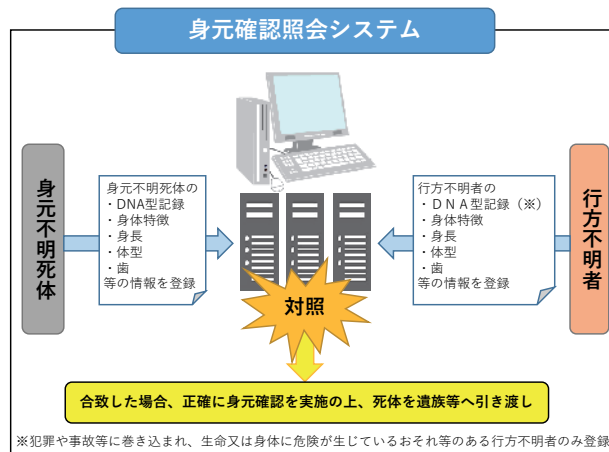 身元確認照会システム
身元不明死体
身元不明死体の
・DNA型記録
・身体特徴
・身長
・体型
・歯
等の情報を登録
行方不明者の
・ＤＮＡ型記録（※）
・身体特徴
・身長
・体型
・歯
等の情報を登録
行方不明者
対照
合致した場合、正確に身元確認を実施の上、死体を遺族等へ引き渡し
※犯罪や事故等に巻き込まれ、生命又は身体に危険が生じているおそれ等のある行方不明者のみ登録